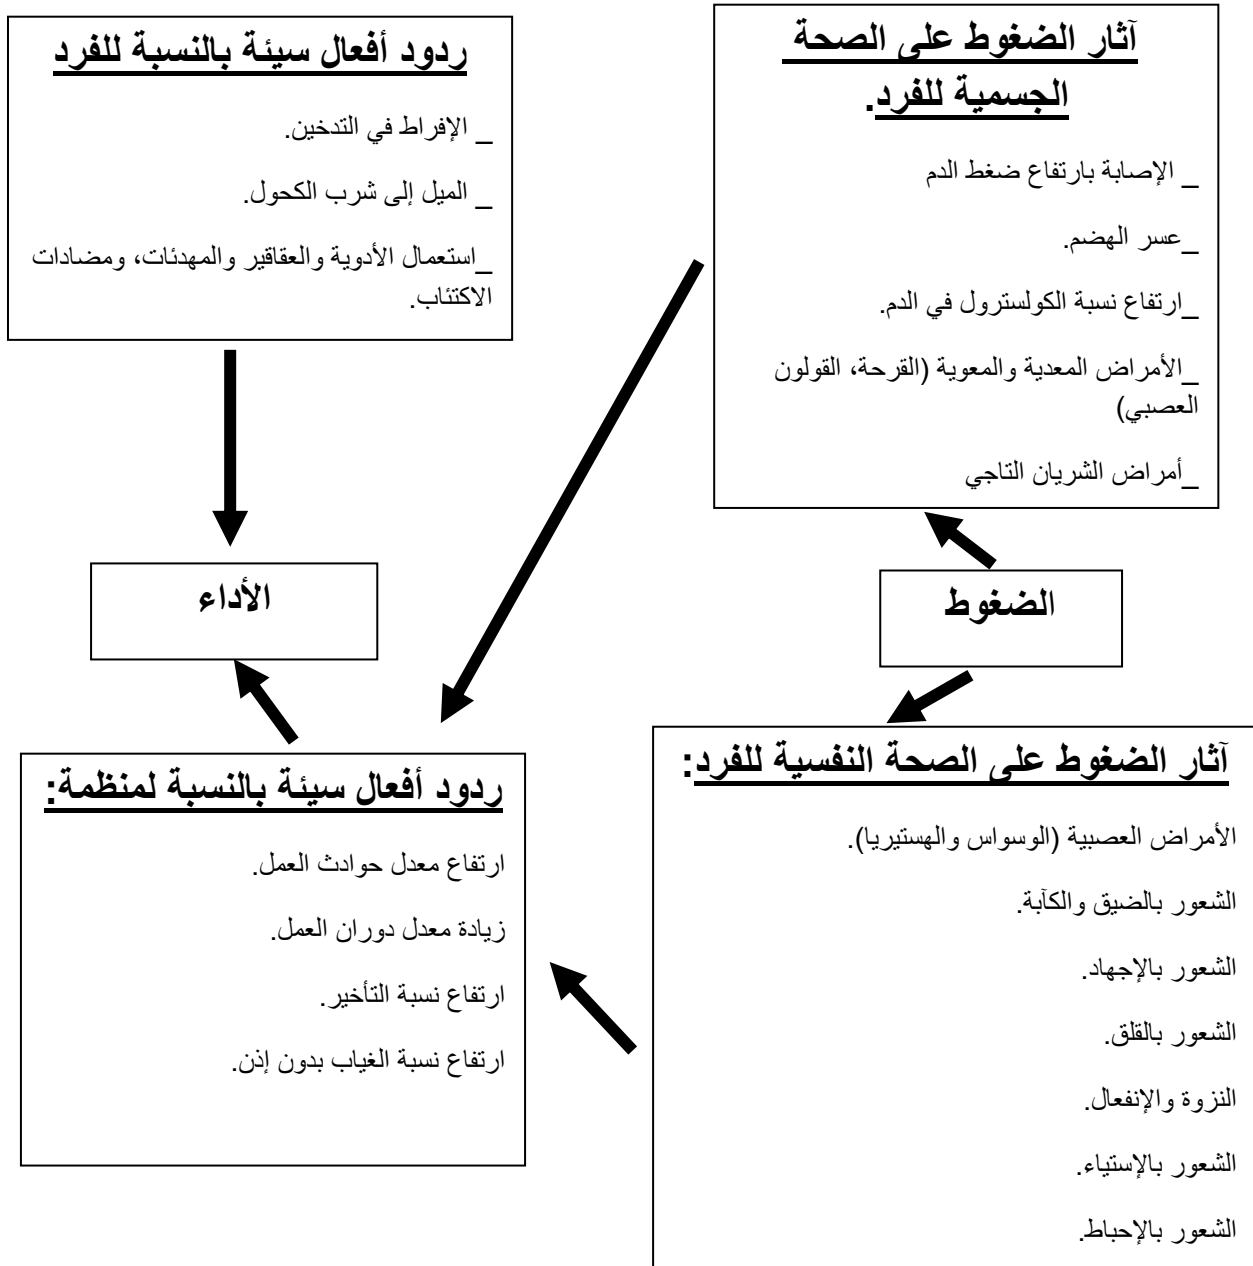 آثار الضغوط على الصحة
الجسمية للفرد.
_ الإصابة بارتفاع ضغط الدم
_عسر الهضم.
_ارتفاع نسبة الكولسترول في الدم.
_الأمراض المعدية والمعوية (القرحة، القولون
العصبي)
_أمراض الشريان التاجي
ردود أفعال سيئة بالنسبة للفرد
_ الإفراط في التدخين.
_ الميل إلى شرب الكحول.
_استعمال الأدوية والعقاقير والمهدئات، ومضادات
الاكتئاب.
الضغوط
الأداء
آثار الضغوط على الصحة النفسية للفرد:
الأمراض العصبية (الوسواس والهستيريا).
الشعور بالضيق والكآبة.
الشعور بالإجهاد.
الشعور بالقلق.
النزوة والإنفعال.
الشعور بالإستياء.
الشعور بالإحباط.
ردود أفعال سيئة بالنسبة لمنظمة:
ارتفاع معدل حوادث العمل.
زيادة معدل دوران العمل.
ارتفاع نسبة التأخير.
ارتفاع نسبة الغياب بدون إذن.